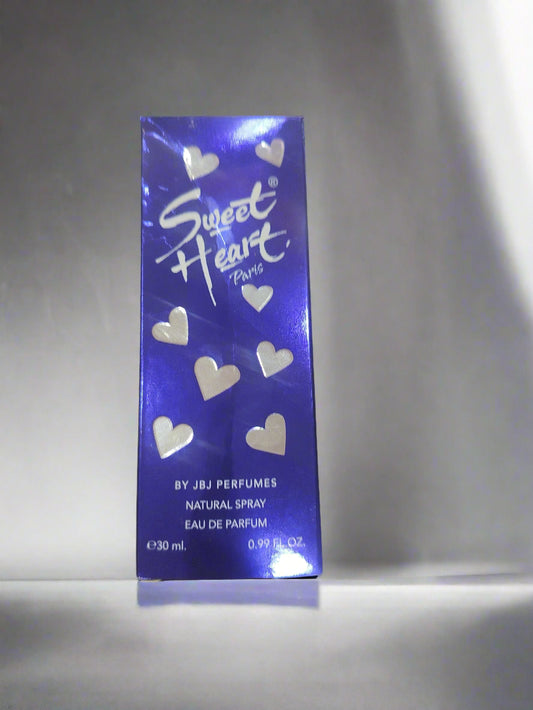 Sweet®
Heart
Paris
BY JBJ PERFUMES
NATURAL SPRAY
EAU DE PARFUM
℮30 ml. 0.99 FL OZ.